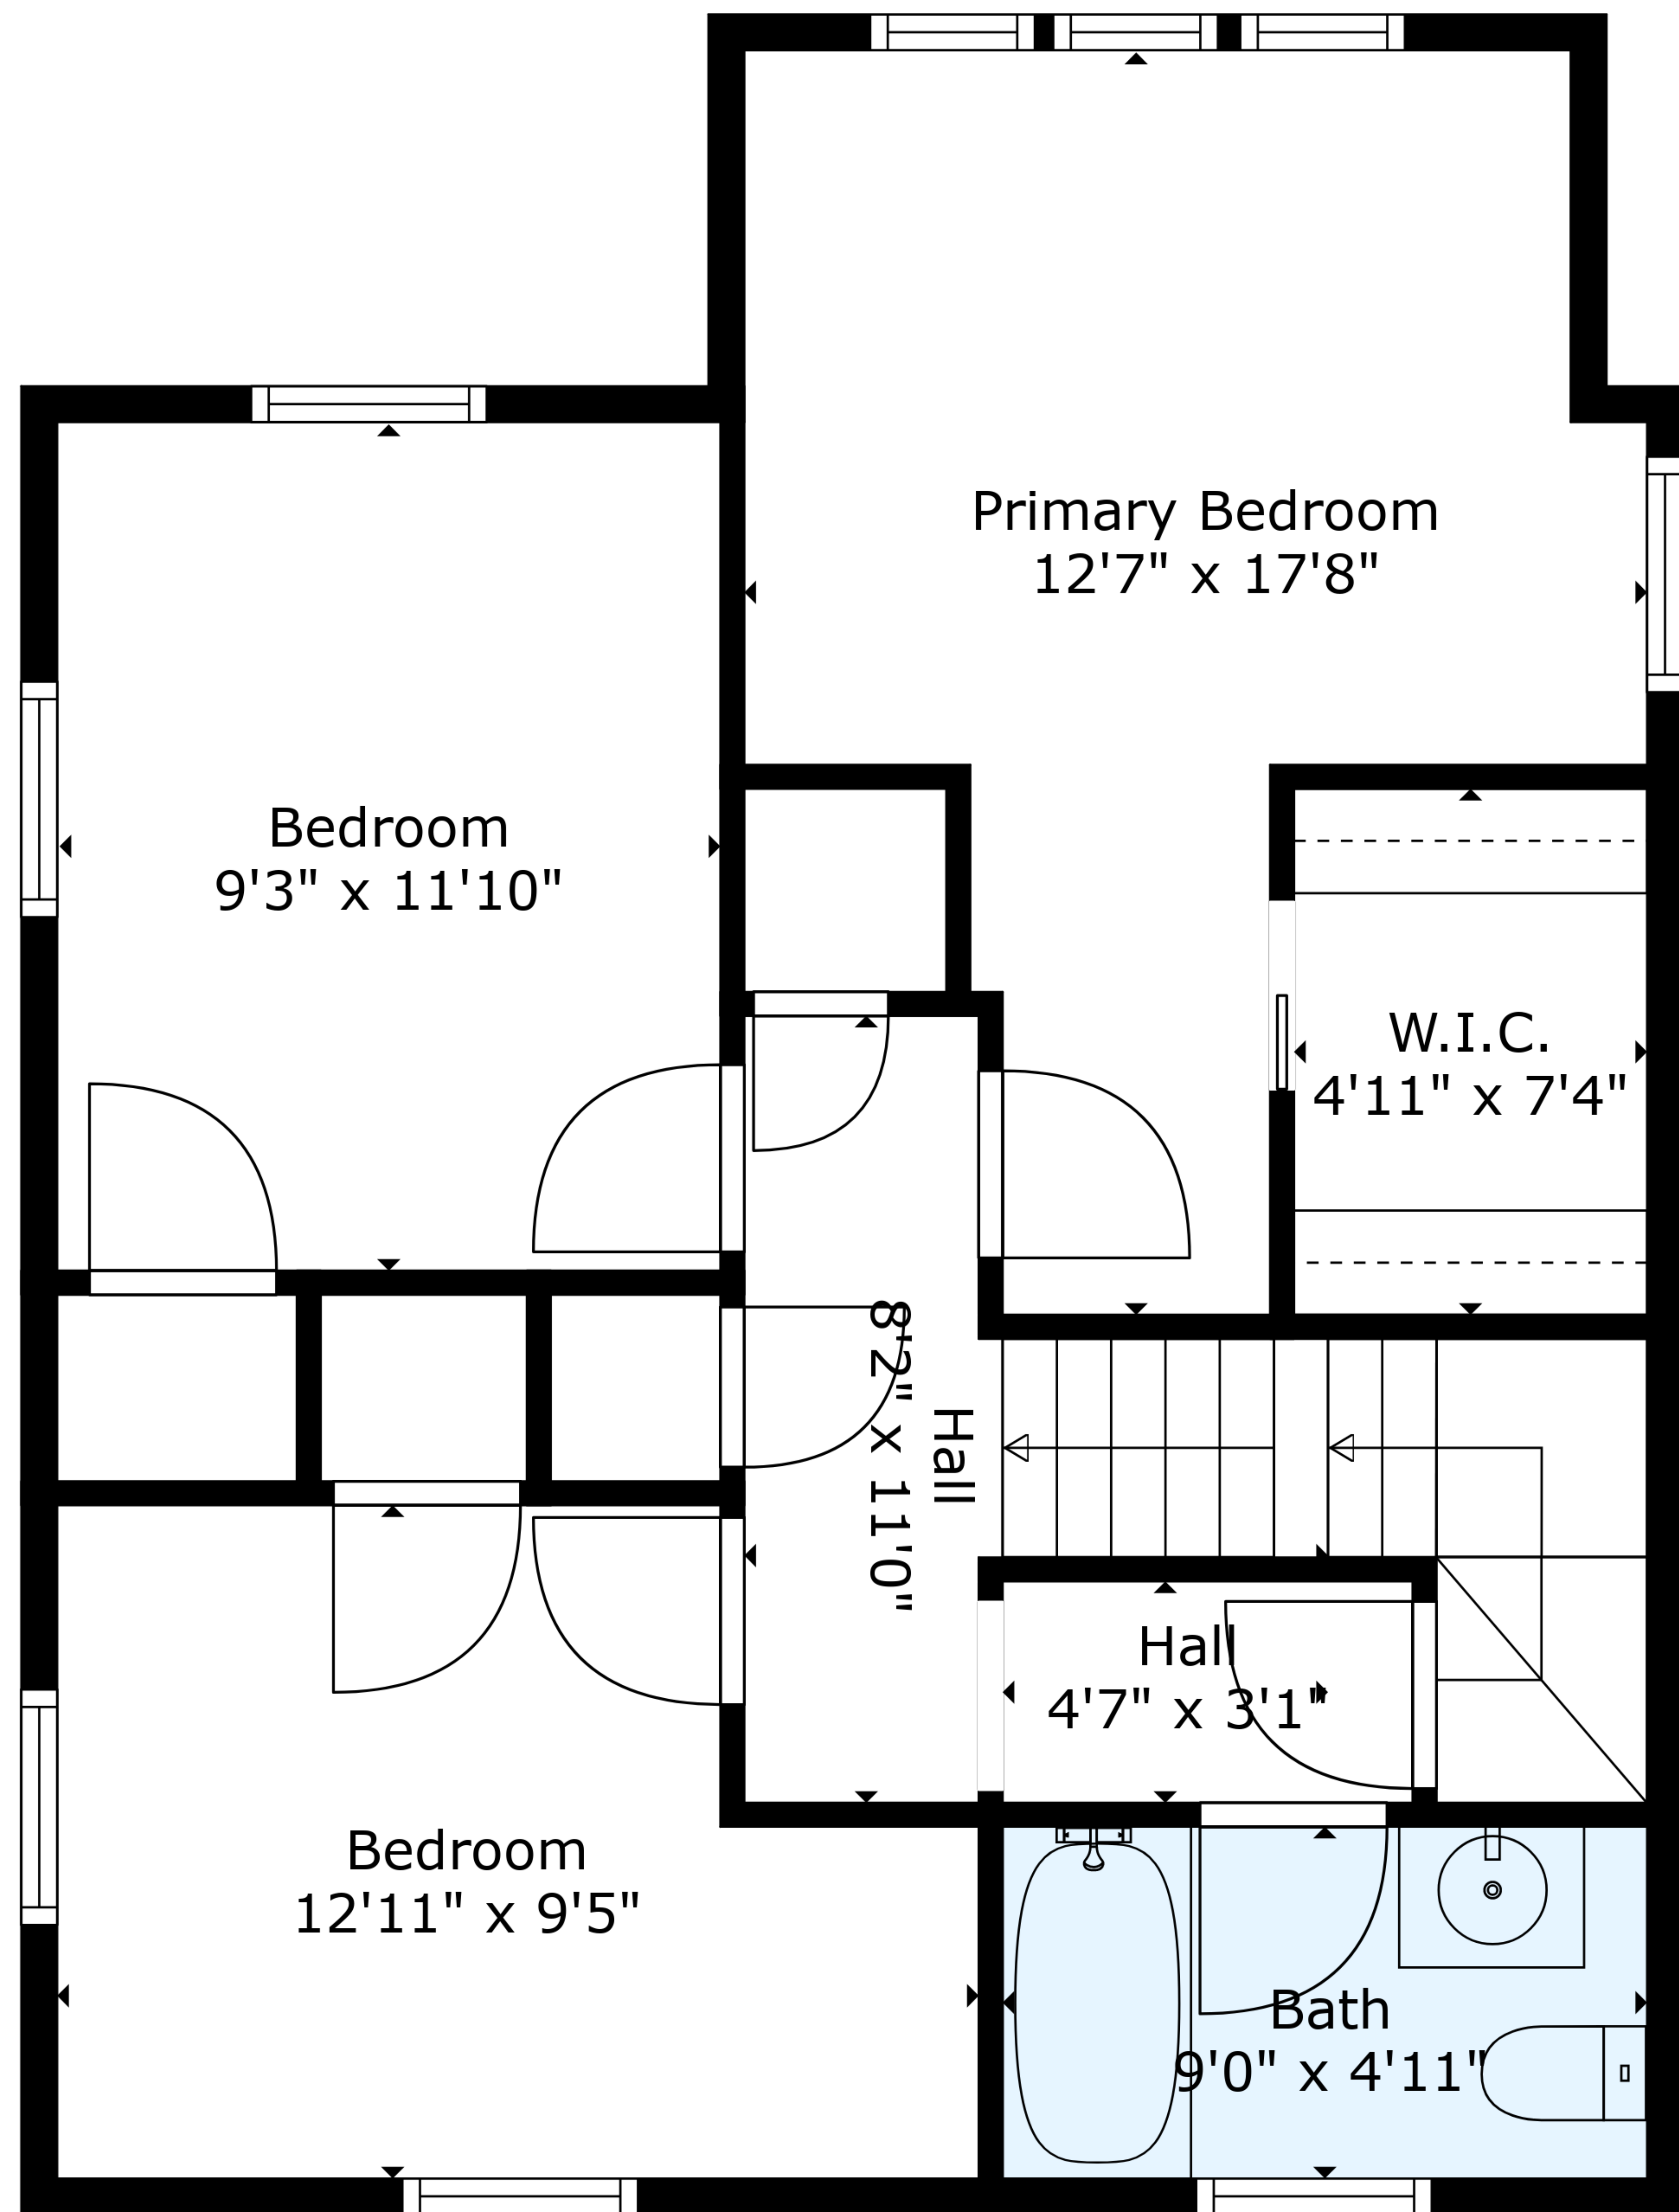 Primary Bedroom
12'7" x 17'8"
Bedroom
9'3" x 11'10"
W.I.C.
4'11" x 7'4"
Hall
8'2" x 11'0"
Hall
4'7" x 3'1"
Bedroom
12'11" x 9'5"
Bath
9'0" x 4'11"